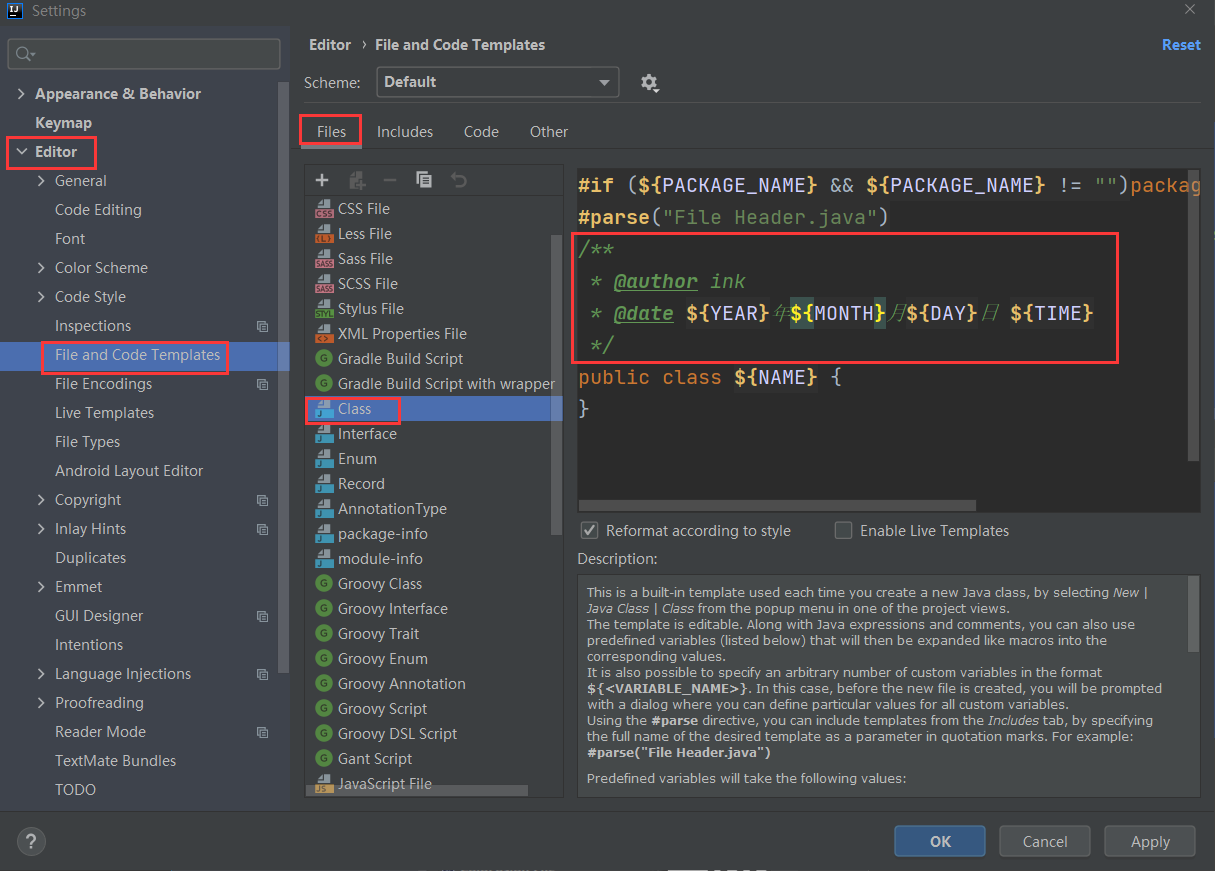 Settings
Editor › File and Code Templates
Reset
Scheme: Default
Appearance & Behavior
Keymap
Editor
General
Code Editing
Font
Color Scheme
Code Style
Inspections
File and Code Templates
File Encodings
Live Templates
File Types
Android Layout Editor
Copyright
Inlay Hints
Duplicates
Emmet
GUI Designer
Intentions
Language Injections
Proofreading
Reader Mode
TextMate Bundles
TODO
Files Includes Code Other
CSS File
Less File
Sass File
SCSS File
Stylus File
XML Properties File
Gradle Build Script
Gradle Build Script with wrapper
Class
Interface
Enum
Record
AnnotationType
package-info
module-info
Groovy Class
Groovy Interface
Groovy Trait
Groovy Enum
Groovy Annotation
Groovy Script
Groovy DSL Script
Gant Script
JavaScript File
#if (${PACKAGE_NAME} && ${PACKAGE_NAME} != "")packag
#parse("File Header.java")
/**
* @author ink
* @date ${YEAR}年${MONTH}月${DAY}日 ${TIME}
*/
public class ${NAME} {
}
Reformat according to style
Enable Live Templates
Description:
This is a built-in template used each time you create a new Java class, by selecting New |
Java Class | Class from the popup menu in one of the project views.
The template is editable. Along with Java expressions and comments, you can also use
predefined variables (listed below) that will then be expanded like macros into the
corresponding values.
It is also possible to specify an arbitrary number of custom variables in the format
${<VARIABLE_NAME>}. In this case, before the new file is created, you will be prompted
with a dialog where you can define particular values for all custom variables.
Using the #parse directive, you can include templates from the Includes tab, by specifying
the full name of the desired template as a parameter in quotation marks. For example:
#parse("File Header.java")
Predefined variables will take the following values:
?
OK
Cancel
Apply